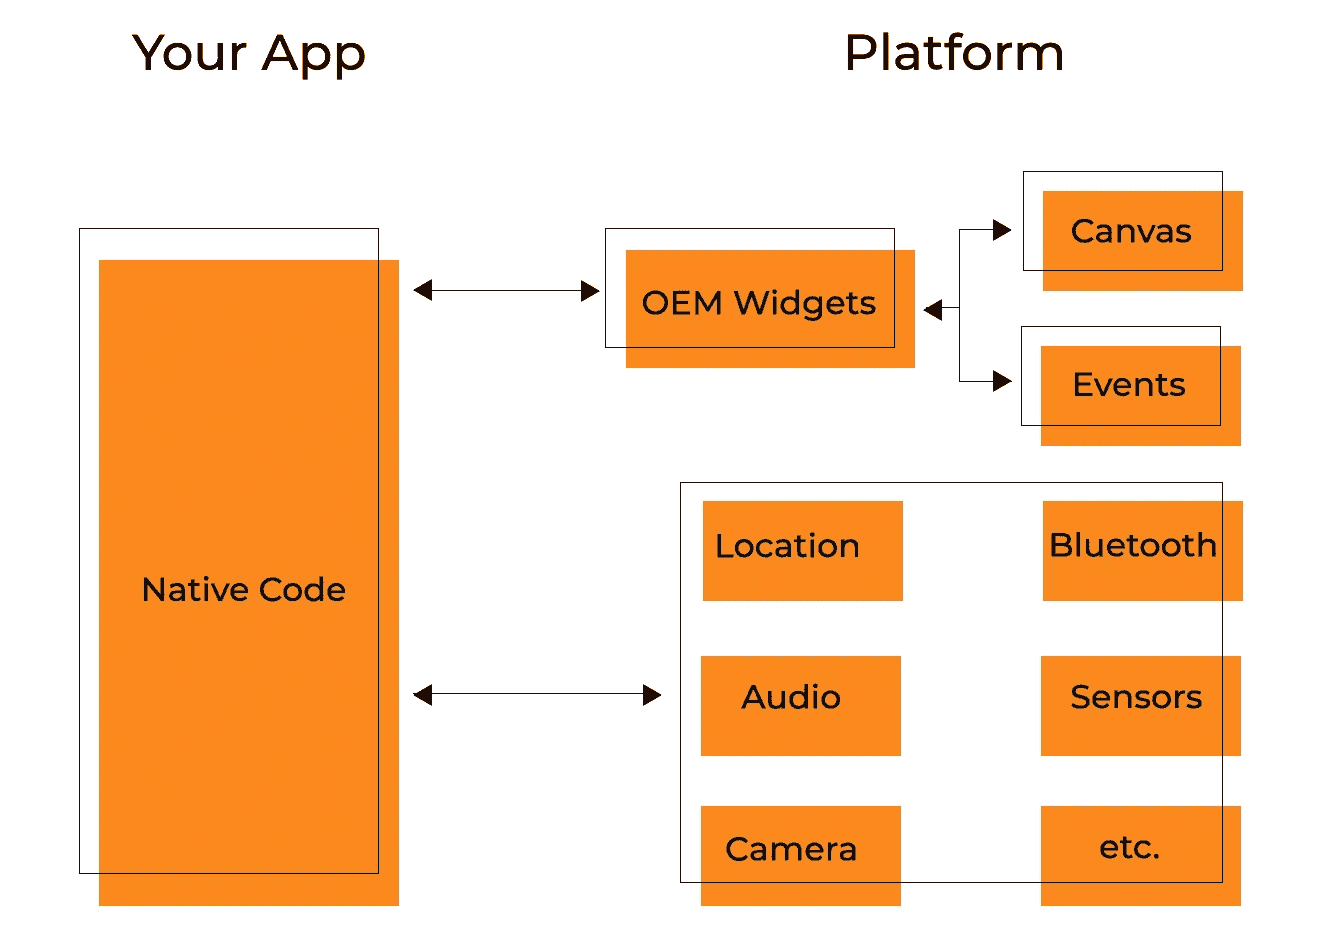 Your App
Platform
Canvas
OEM Widgets
Events
Native Code
Location
Bluetooth
Audio
Sensors
Camera
etc.